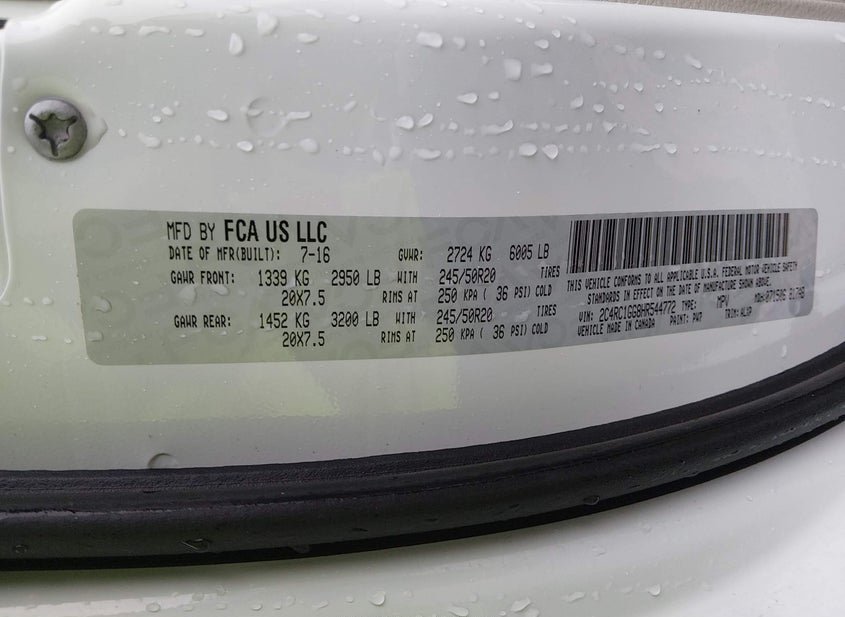 MFD BY FCA US LLC
DATE OF MFR(BUILT): 7-16 GVWR: 2724 KG 6005 LB
GAWR FRONT: 1339 KG 2950 LB WITH 245/50R20 TIRES
20X7.5 RIMS AT 250 KPA ( 36 PSI) COLD
GAWR REAR: 1452 KG 3200 LB WITH 245/50R20 TIRES
20X7.5 RIMS AT 250 KPA ( 36 PSI) COLD
THIS VEHICLE CONFORMS TO ALL APPLICABLE U.S.A. FEDERAL MOTOR VEHICLE SAFETY
STANDARDS IN EFFECT ON THE DATE OF MANUFACTURE SHOWN ABOVE.
VIN: 2C4RC1GG8HR544772 TYPE: MPV
VEHICLE MADE IN CANADA PAINT: PW7 TRIM: